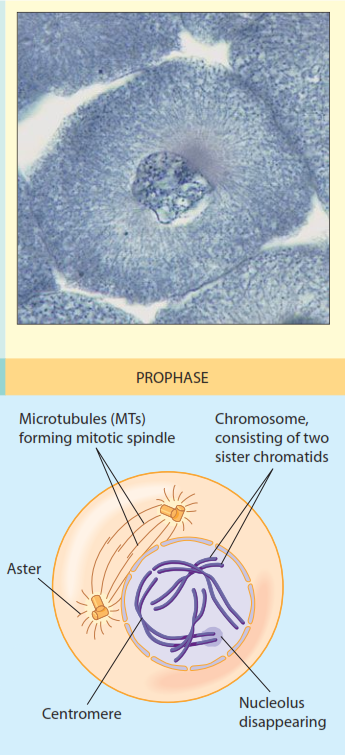 PROPHASE
Microtubules (MTs)
forming mitotic spindle
Chromosome,
consisting of two
sister chromatids
Aster
Centromere
Nucleolus
disappearing